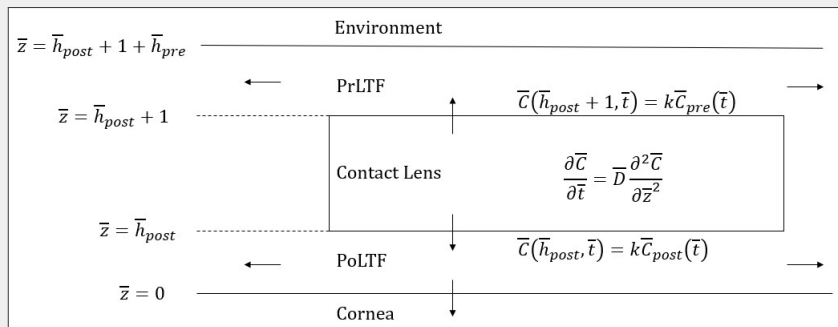 Environment
z̅ = h̅_post + 1 + h̅_pre
PrLTF
C̅(h̅_post + 1, t̅) = kC̅_pre(t̅)
z̅ = h̅_post + 1
Contact Lens
∂C̅/∂t̅ = D̅ ∂²C̅/∂z̅²
z̅ = h̅_post
C̅(h̅_post, t̅) = kC̅_post(t̅)
PoLTF
z̅ = 0
Cornea